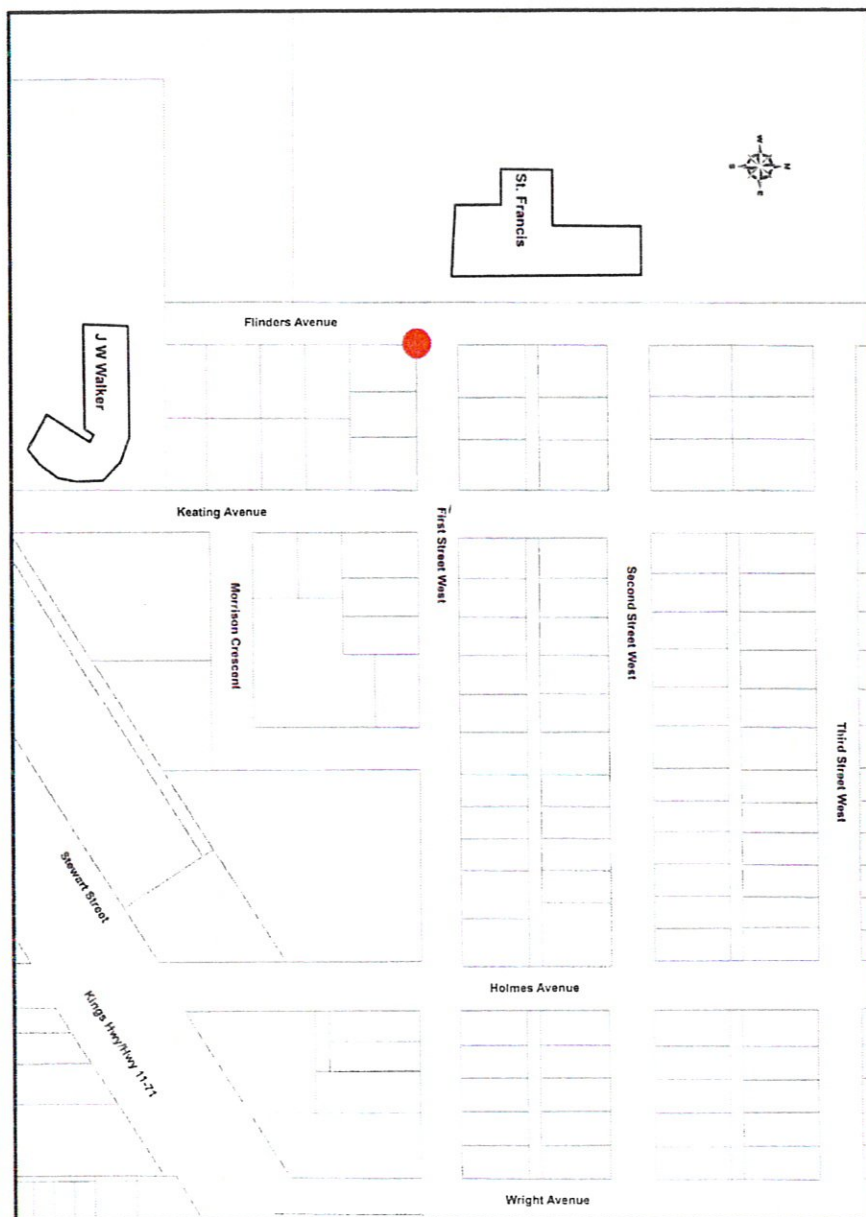 W
N
S
E
St. Francis
Flinders Avenue
J W Walker
Keating Avenue
First Street West
Morrison Crescent
Second Street West
Third Street West
Stewart Street
Holmes Avenue
Kings Hwy/Hwy 11-71
Wright Avenue